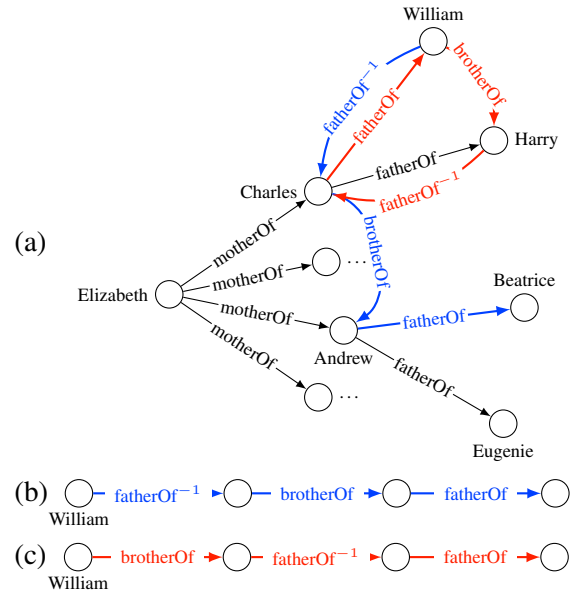 William
fatherOf⁻¹
brotherOf
fatherOf
Harry
fatherOf
fatherOf⁻¹
Charles
brotherOf
motherOf
(a)
motherOf
...
Beatrice
Elizabeth
motherOf
fatherOf
Andrew
motherOf
fatherOf
...
Eugenie
(b) fatherOf⁻¹ brotherOf fatherOf
William
(c) brotherOf fatherOf⁻¹ fatherOf
William